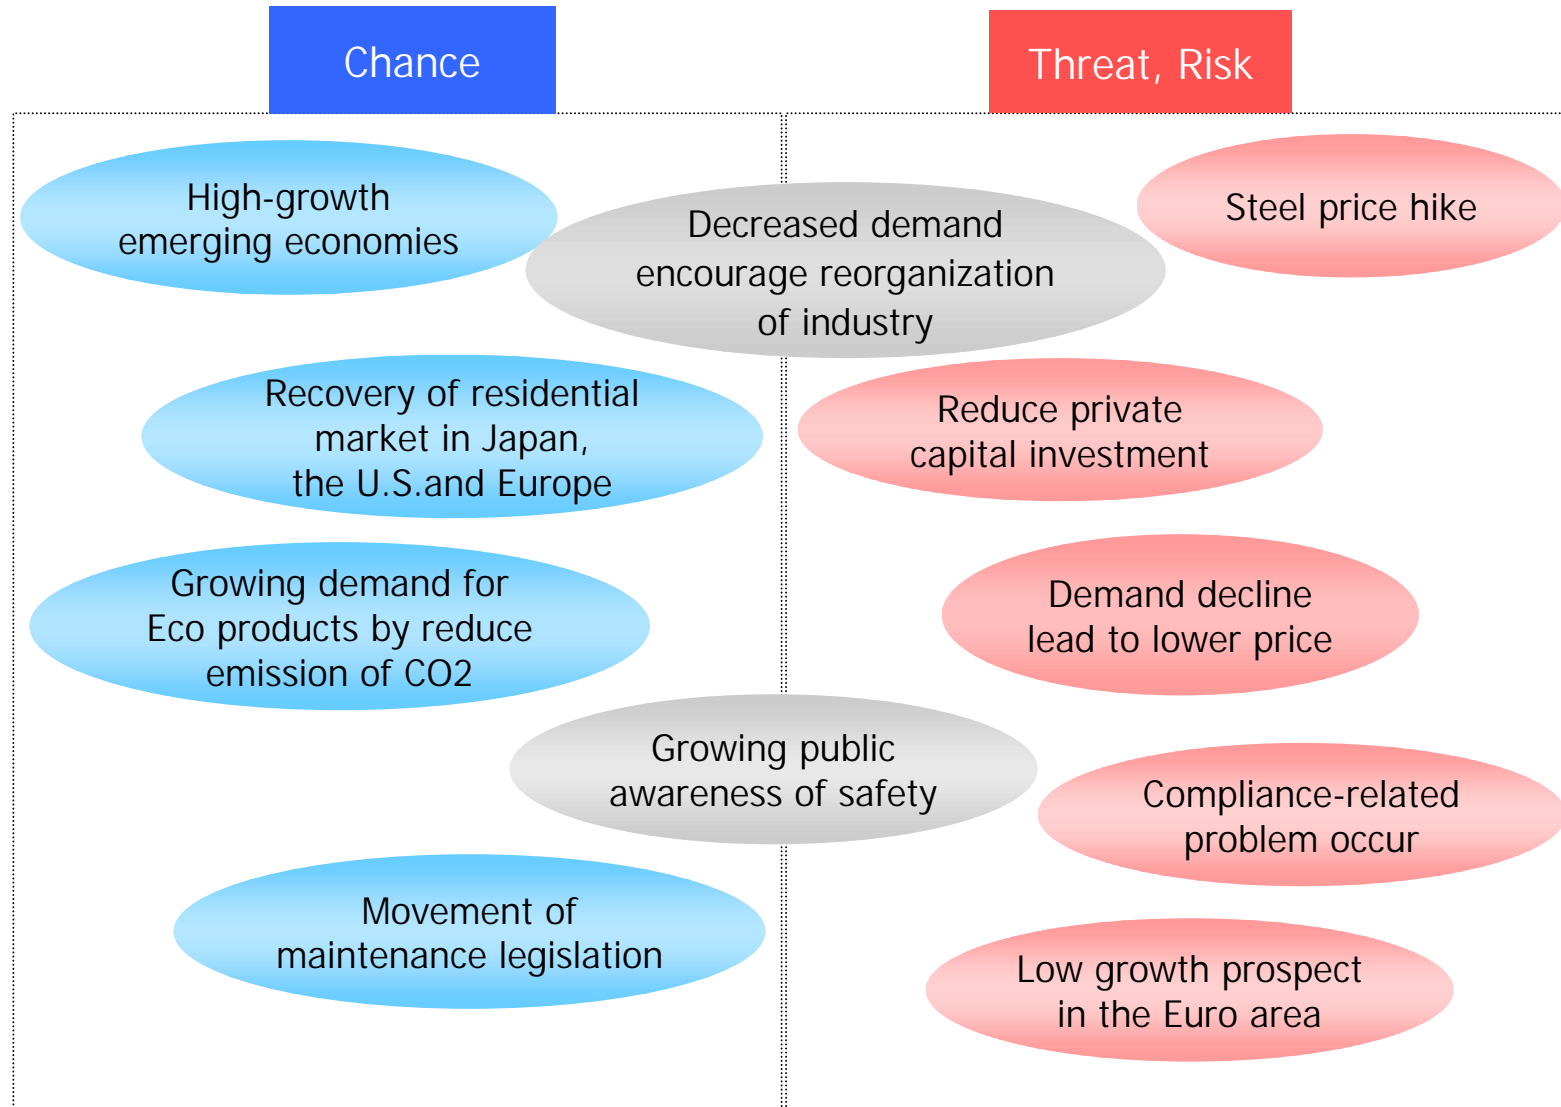 Chance
Threat, Risk
High-growth
emerging economies
Steel price hike
Decreased demand
encourage reorganization
of industry
Recovery of residential
market in Japan,
the U.S.and Europe
Reduce private
capital investment
Growing demand for
Eco products by reduce
emission of CO2
Demand decline
lead to lower price
Growing public
awareness of safety
Compliance-related
problem occur
Movement of
maintenance legislation
Low growth prospect
in the Euro area